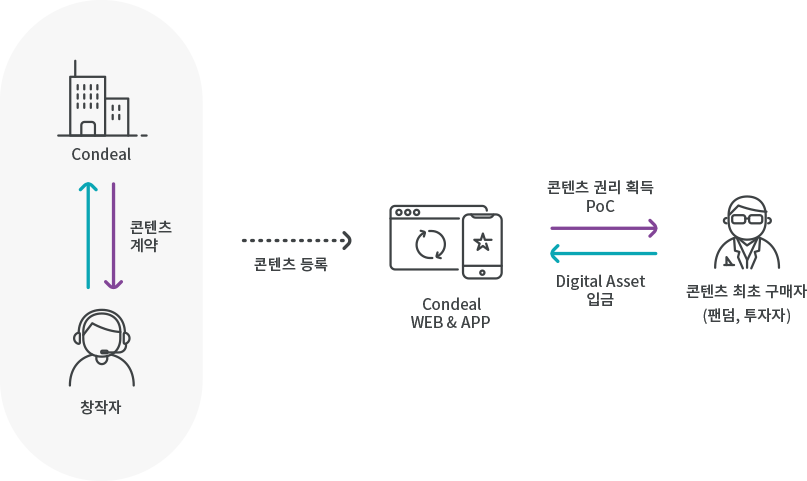 Condeal
콘텐츠
계약
창작자
콘텐츠 등록
Condeal
WEB & APP
콘텐츠 권리 획득
PoC
Digital Asset
입금
콘텐츠 최초 구매자
(팬덤, 투자자)